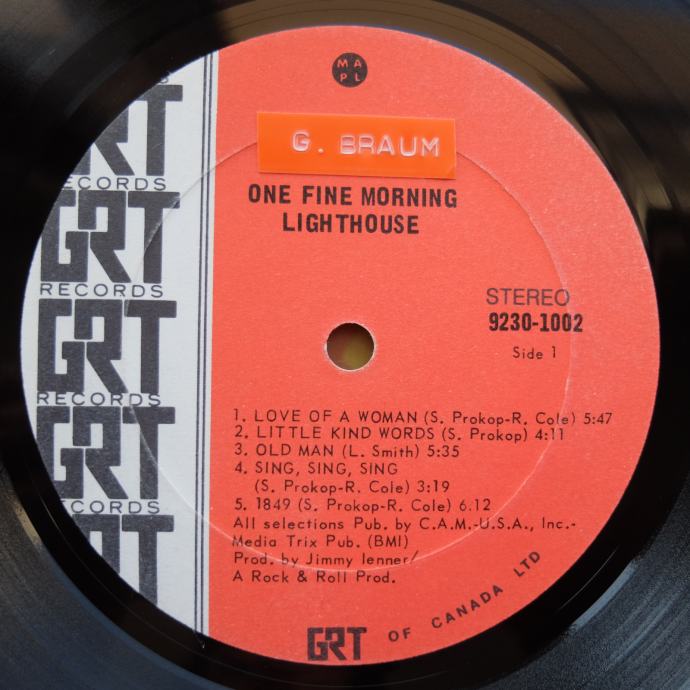 MA
PL
G. BRAUM
ONE FINE MORNING
LIGHTHOUSE
GRT
RECORDS
GRT
RECORDS
GRT
RECORDS
GRT
RECORDS
STEREO
9230-1002
Side 1
1. LOVE OF A WOMAN (S. Prokop-R. Cole) 5:47
2. LITTLE KIND WORDS (S. Prokop) 4:11
3. OLD MAN (L. Smith) 5:35
4. SING, SING, SING
(S. Prokop-R. Cole) 3:19
5. 1849 (S. Prokop-R. Cole) 6.12
All selections Pub. by C.A.M.-U.S.A., Inc.-
Media Trix Pub. (BMI)
Prod. by Jimmy Ienner/
A Rock & Roll Prod.
GRT OF CANADA LTD